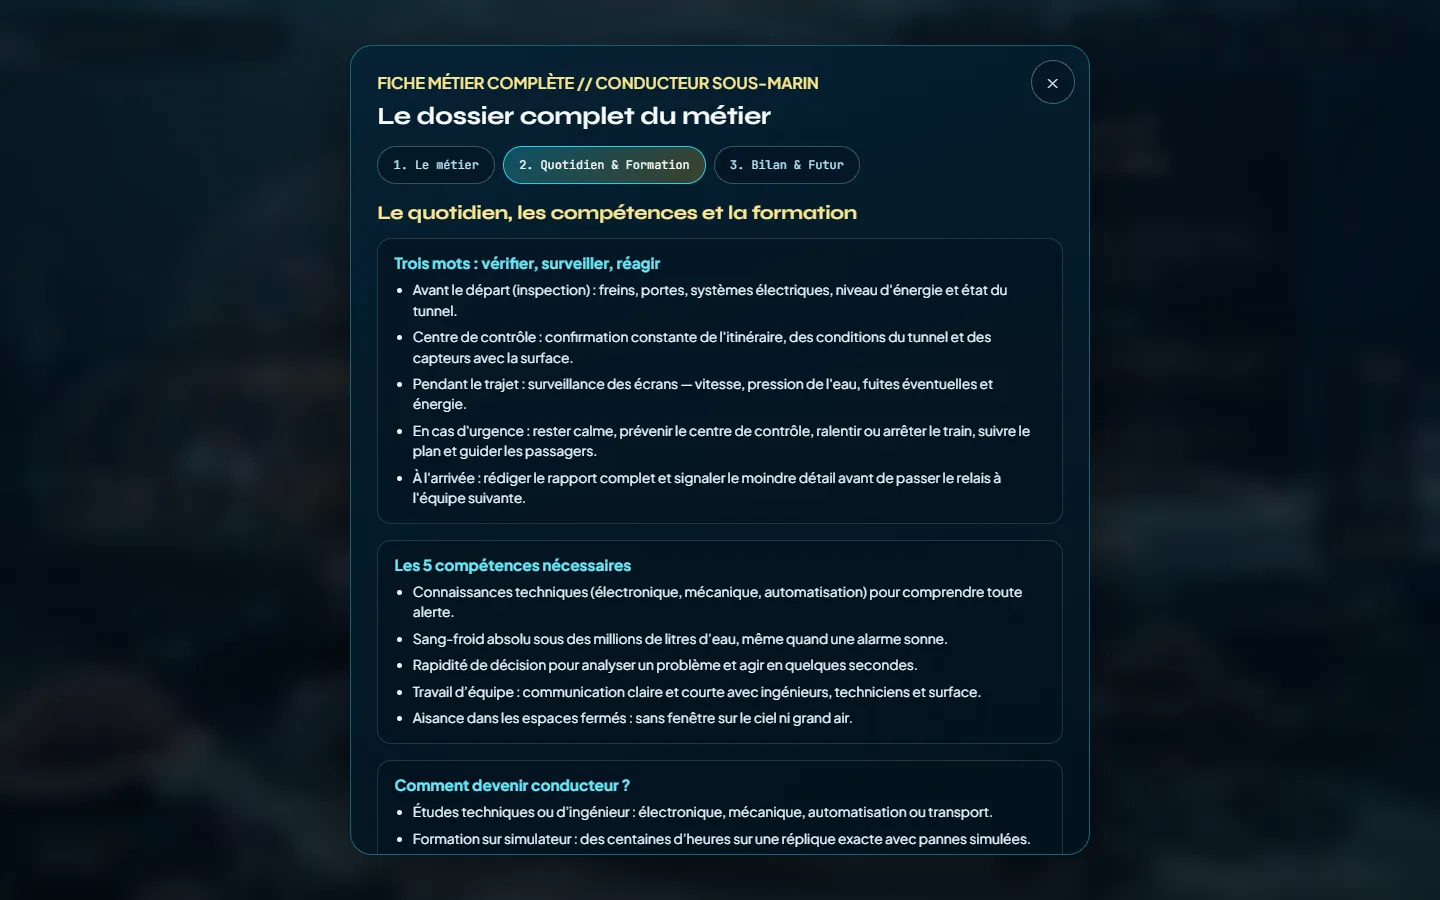 FICHE MÉTIER COMPLÈTE // CONDUCTEUR SOUS-MARIN
Le dossier complet du métier
×
1. Le métier
2. Quotidien & Formation
3. Bilan & Futur
Le quotidien, les compétences et la formation
Trois mots : vérifier, surveiller, réagir
• Avant le départ (inspection) : freins, portes, systèmes électriques, niveau d'énergie et état du
tunnel.
• Centre de contrôle : confirmation constante de l'itinéraire, des conditions du tunnel et des
capteurs avec la surface.
• Pendant le trajet : surveillance des écrans — vitesse, pression de l'eau, fuites éventuelles et
énergie.
• En cas d'urgence : rester calme, prévenir le centre de contrôle, ralentir ou arrêter le train, suivre le
plan et guider les passagers.
• À l'arrivée : rédiger le rapport complet et signaler le moindre détail avant de passer le relais à
l'équipe suivante.
Les 5 compétences nécessaires
• Connaissances techniques (électronique, mécanique, automatisation) pour comprendre toute
alerte.
• Sang-froid absolu sous des millions de litres d’eau, même quand une alarme sonne.
• Rapidité de décision pour analyser un problème et agir en quelques secondes.
• Travail d’équipe : communication claire et courte avec ingénieurs, techniciens et surface.
• Aisance dans les espaces fermés : sans fenêtre sur le ciel ni grand air.
Comment devenir conducteur ?
• Études techniques ou d’ingénieur : électronique, mécanique, automatisation ou transport.
• Formation sur simulateur : des centaines d’heures sur une réplique exacte avec pannes simulées.